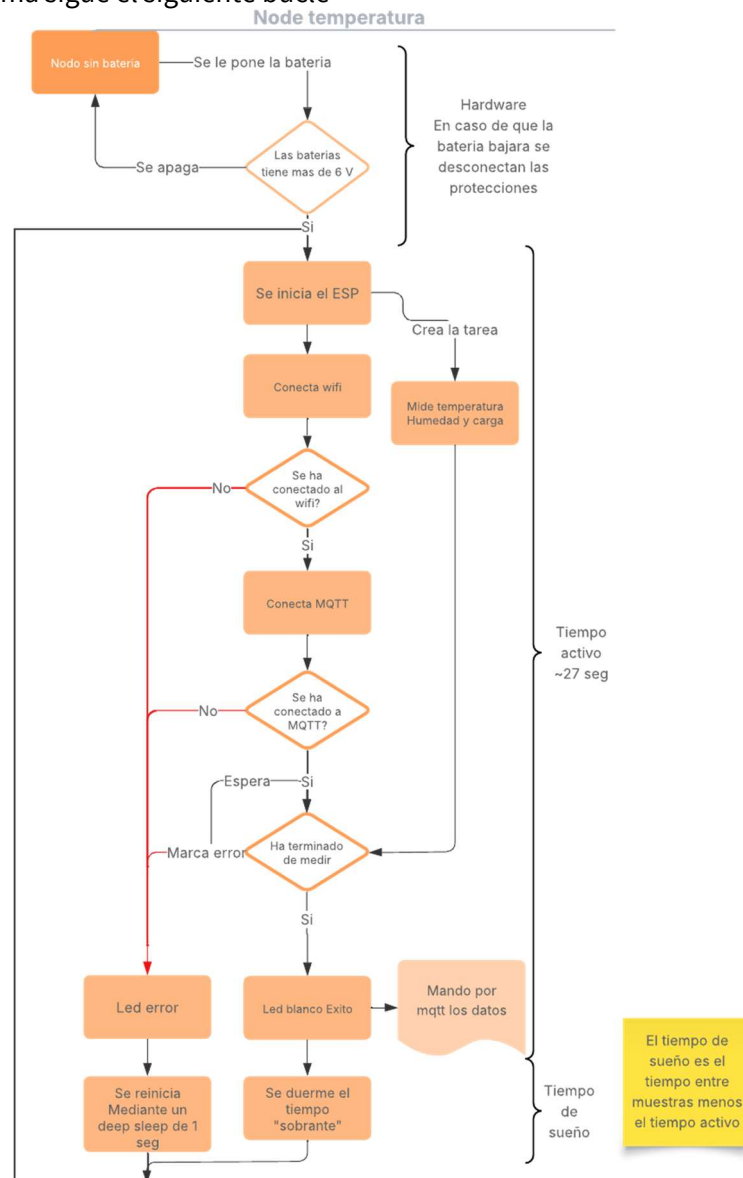 ma sigue el siguiente bucle
Node temperatura
Nodo sin bateria
Se le pone la bateria
Las baterias
tiene mas de 6 V
Se apaga
Hardware
En caso de que la
bateria bajara se
desconectan las
protecciones
Si
Se inicia el ESP
Crea la tarea
Conecta wifi
Mide temperatura
Humedad y carga
Se ha
conectado al
wifi?
No
Si
Conecta MQTT
Tiempo
activo
~27 seg
Se ha
conectado a
MQTT?
No
Espera
Si
Ha terminado
de medir
Marca error
Si
Led error
Led blanco Exito
Mando por
mqtt los datos
Se reinicia
Mediante un
deep sleep de 1
seg
Se duerme el
tiempo
"sobrante"
Tiempo
de
sueño
El tiempo de
sueño es el
tiempo entre
muestras menos
el tiempo activo